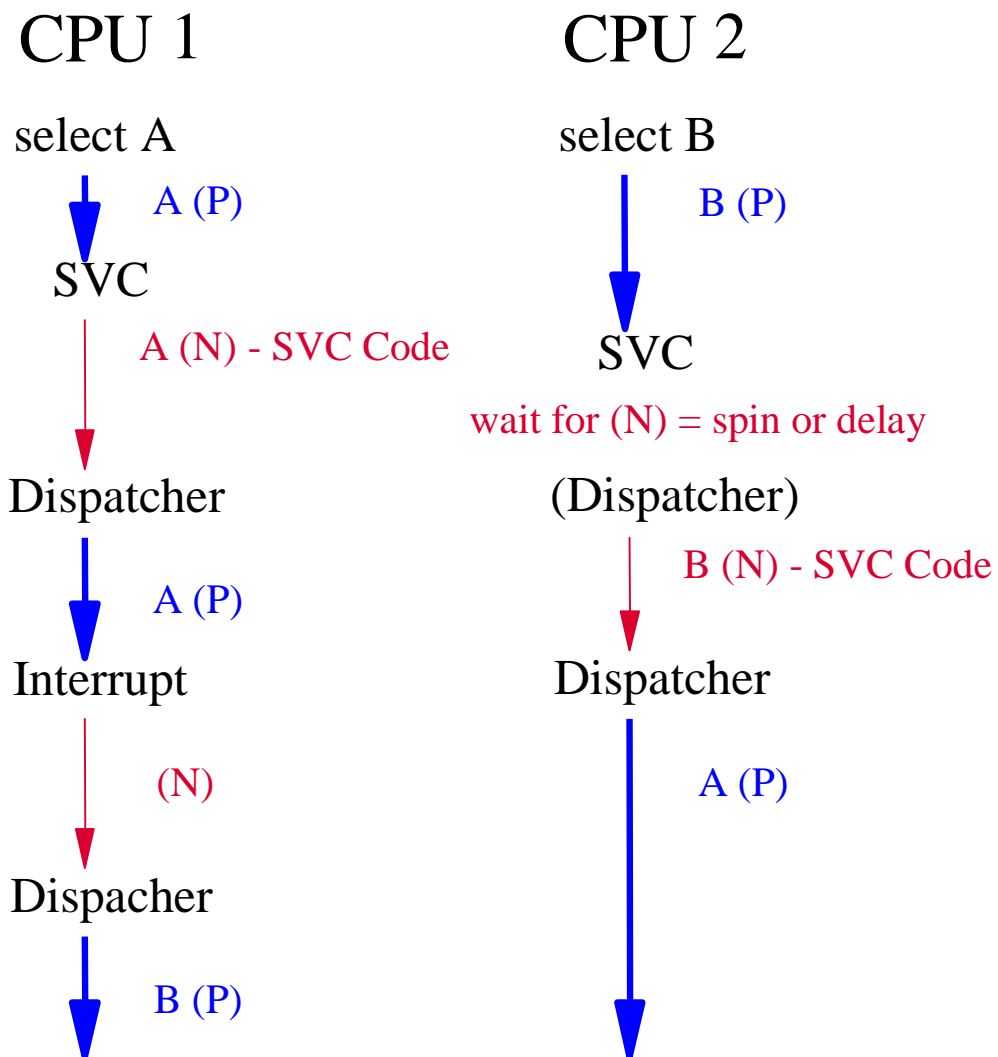 CPU 1
select A
A (P)
SVC
A (N) - SVC Code
Dispatcher
A (P)
Interrupt
(N)
Dispacher
B (P)
CPU 2
select B
B (P)
SVC
wait for (N) = spin or delay
(Dispatcher)
B (N) - SVC Code
Dispatcher
A (P)